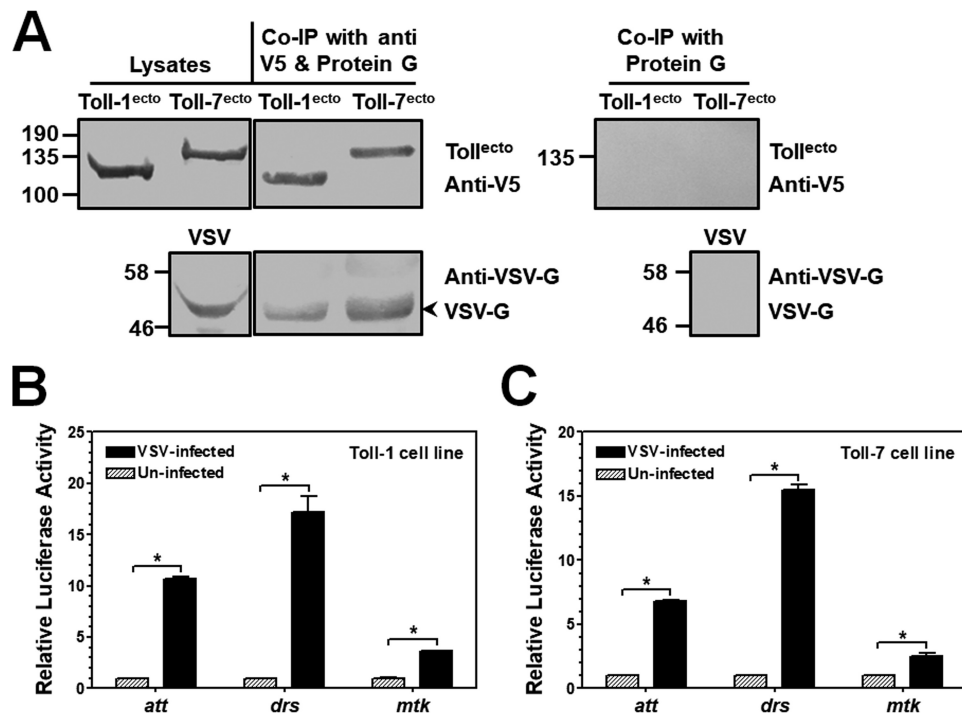 A
Lysates
Co-IP with anti
V5 & Protein G
Co-IP with
Protein G
Toll-1ecto Toll-7ecto Toll-1ecto Toll-7ecto
Toll-1ecto Toll-7ecto
190
135
100
Tollecto
Anti-V5
135
Tollecto
Anti-V5
VSV
58
46
Anti-VSV-G
VSV-G
VSV
58
46
Anti-VSV-G
VSV-G
B
Relative Luciferase Activity
25
20
15
10
5
0
VSV-infected
Un-infected
Toll-1 cell line
*
*
*
att drs mtk
C
Relative Luciferase Activity
20
15
10
5
0
VSV-infected
Un-infected
Toll-7 cell line
*
*
*
att drs mtk